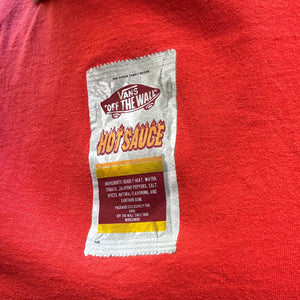 VANS
"OFF THE WALL"
HOT SAUCE
INGREDIENTS: DEADLY HEAT, WATER,
TOMATO, JALAPENO PEPPERS, SALT,
SPICES, NATURAL FLAVORING, AND
XANTHAN GUM.
PACKAGED EXCLUSIVELY FOR
VANS
OFF THE WALL SINCE 1966
WORLDWIDE